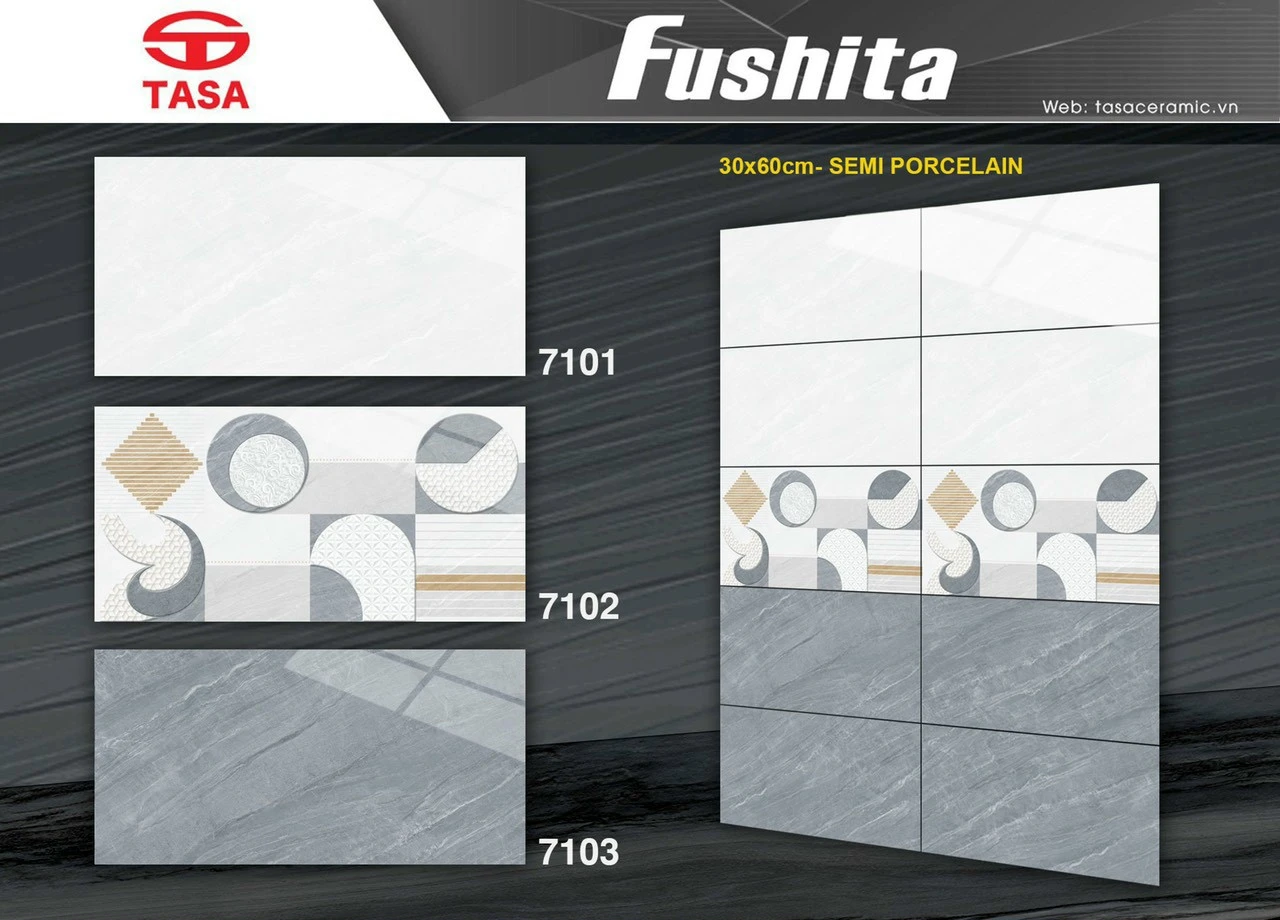 TASA
Fushita
Web: tasaceramic.vn
30x60cm- SEMI PORCELAIN
7101
7102
7103